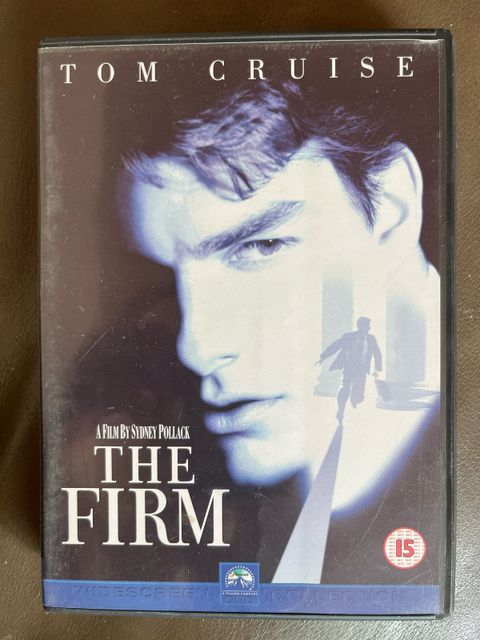 TOM CRUISE
A FILM BY SYDNEY POLLACK
THE
FIRM
15
WIDESCREEN COLLECTION